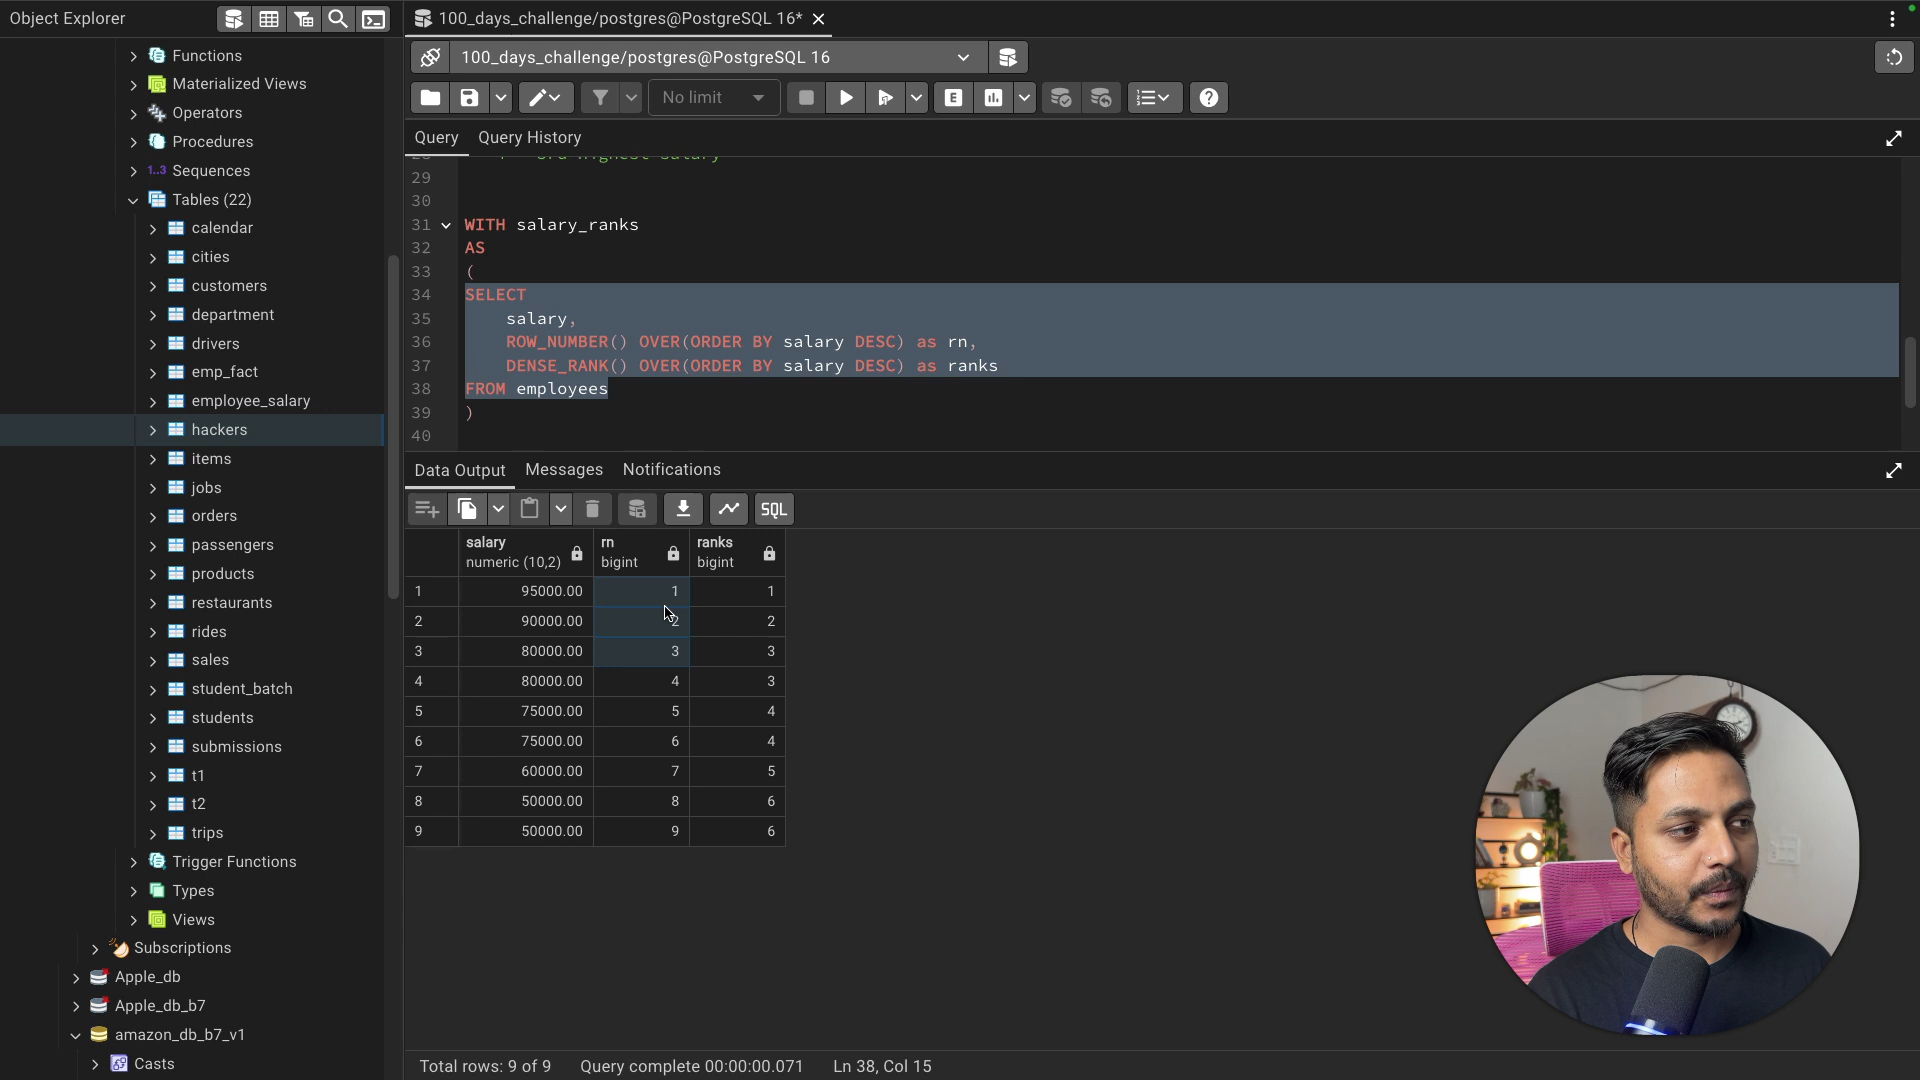 Object Explorer
Functions
Materialized Views
Operators
Procedures
1..3 Sequences
Tables (22)
calendar
cities
customers
department
drivers
emp_fact
employee_salary
hackers
items
jobs
orders
passengers
products
restaurants
rides
sales
student_batch
students
submissions
t1
t2
trips
Trigger Functions
Types
Views
Subscriptions
Apple_db
Apple_db_b7
amazon_db_b7_v1
Casts
100_days_challenge/postgres@PostgreSQL 16*
100_days_challenge/postgres@PostgreSQL 16
No limit
E
Query Query History
29
30
31 WITH salary_ranks
32 AS
33 (
34 SELECT
35 salary,
36 ROW_NUMBER() OVER(ORDER BY salary DESC) as rn,
37 DENSE_RANK() OVER(ORDER BY salary DESC) as ranks
38 FROM employees
39 )
40
Data Output Messages Notifications
SQL
salary rn ranks
numeric (10,2) bigint bigint
1 95000.00 1 1
2 90000.00 2 2
3 80000.00 3 3
4 80000.00 4 3
5 75000.00 5 4
6 75000.00 6 4
7 60000.00 7 5
8 50000.00 8 6
9 50000.00 9 6
Total rows: 9 of 9 Query complete 00:00:00.071 Ln 38, Col 15